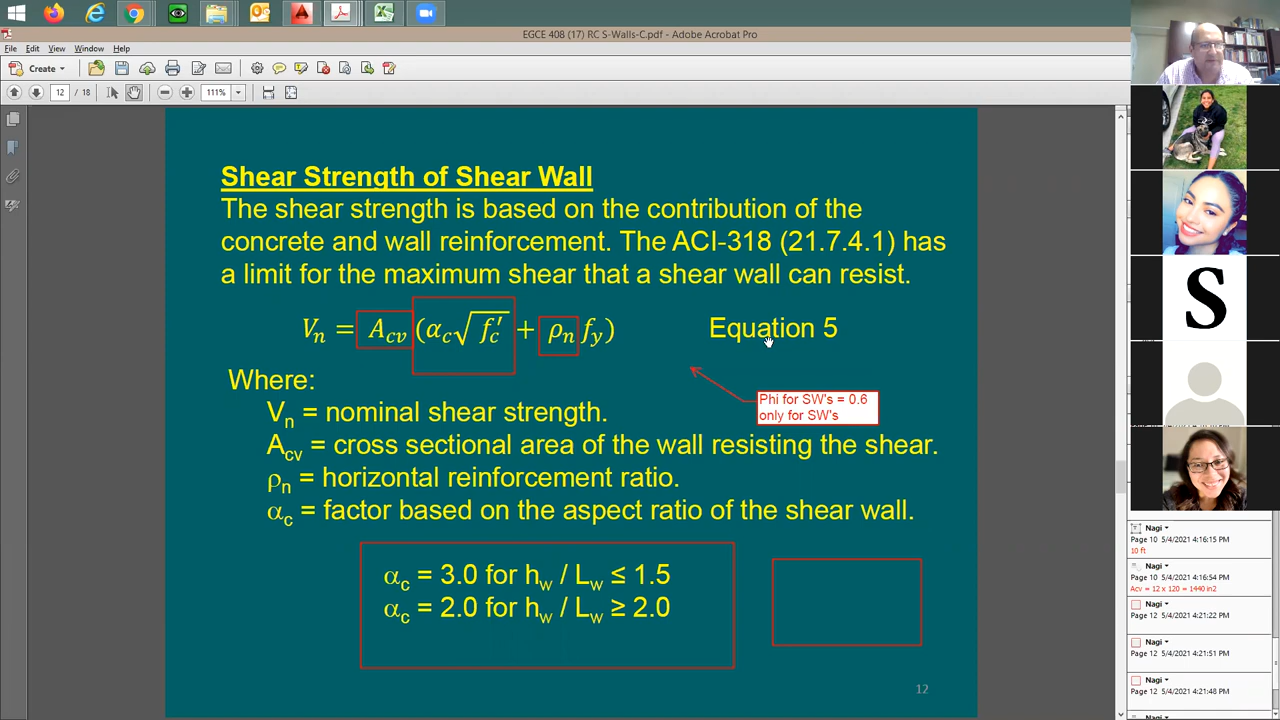 EGCE 408 (17) RC S-Walls-C.pdf - Adobe Acrobat Pro
File Edit View Window Help
Create
12 / 18 111%
Shear Strength of Shear Wall
The shear strength is based on the contribution of the
concrete and wall reinforcement. The ACI-318 (21.7.4.1) has
a limit for the maximum shear that a shear wall can resist.
Vn = Acv (αc√fc′ + ρn fy) Equation 5
Phi for SW's = 0.6
only for SW's
Where:
Vn = nominal shear strength.
Acv = cross sectional area of the wall resisting the shear.
ρn = horizontal reinforcement ratio.
αc = factor based on the aspect ratio of the shear wall.
αc = 3.0 for hw / Lw ≤ 1.5
αc = 2.0 for hw / Lw ≥ 2.0
12
S
Nagi
Page 10 5/4/2021 4:16:15 PM
10 ft
Nagi
Page 10 5/4/2021 4:16:54 PM
Acv = 12 x 120 = 1440 in2
Nagi
Page 12 5/4/2021 4:21:22 PM
Nagi
Page 12 5/4/2021 4:21:51 PM
Nagi
Page 12 5/4/2021 4:21:48 PM